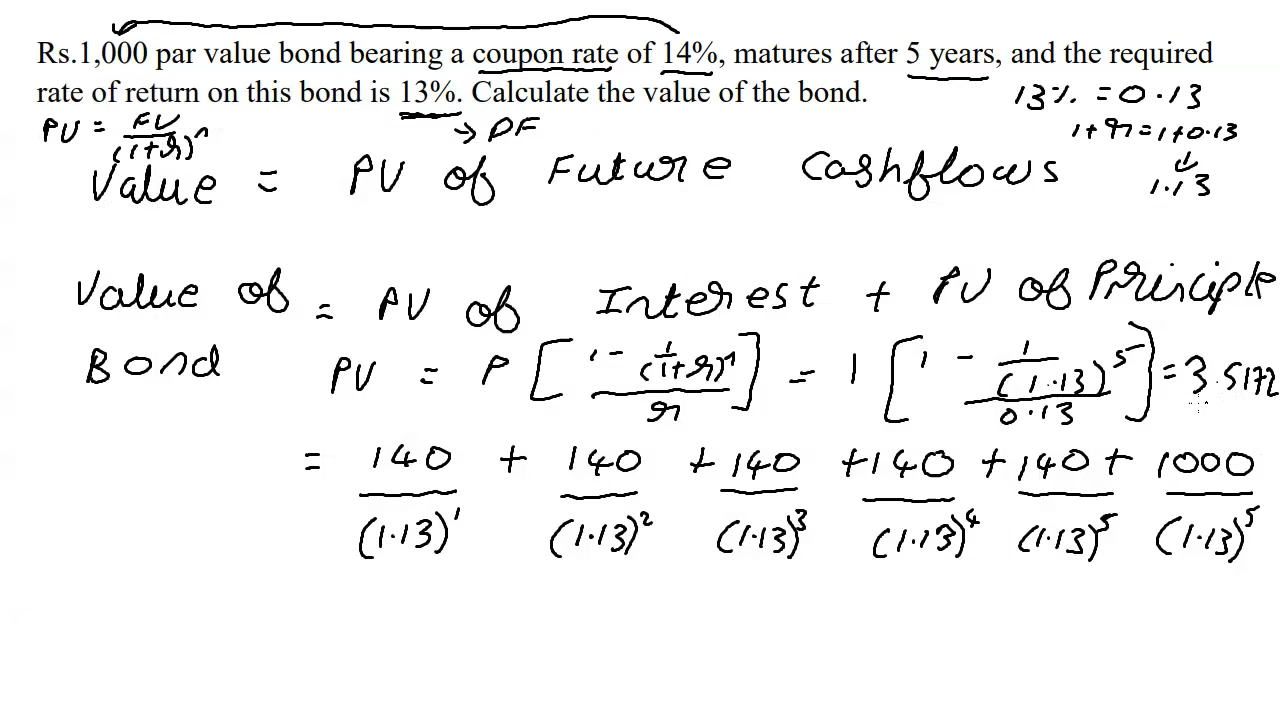 Rs.1,000 par value bond bearing a coupon rate of 14%, matures after 5 years, and the required
rate of return on this bond is 13%. Calculate the value of the bond.
13% = 0.13
PV = FV / (1+r)^n
→ DF
1+r = 1+0.13
↓
1.13
Value = PV of Future Cashflows
Value of Bond = PV of Interest + PV of Principle
PV = P [ (1 - 1/(1+r)^n) / r ] = 1 [ (1 - 1/(1.13)^5) / 0.13 ] = 3.5172
= 140/(1.13)^1 + 140/(1.13)^2 + 140/(1.13)^3 + 140/(1.13)^4 + 140/(1.13)^5 + 1000/(1.13)^5